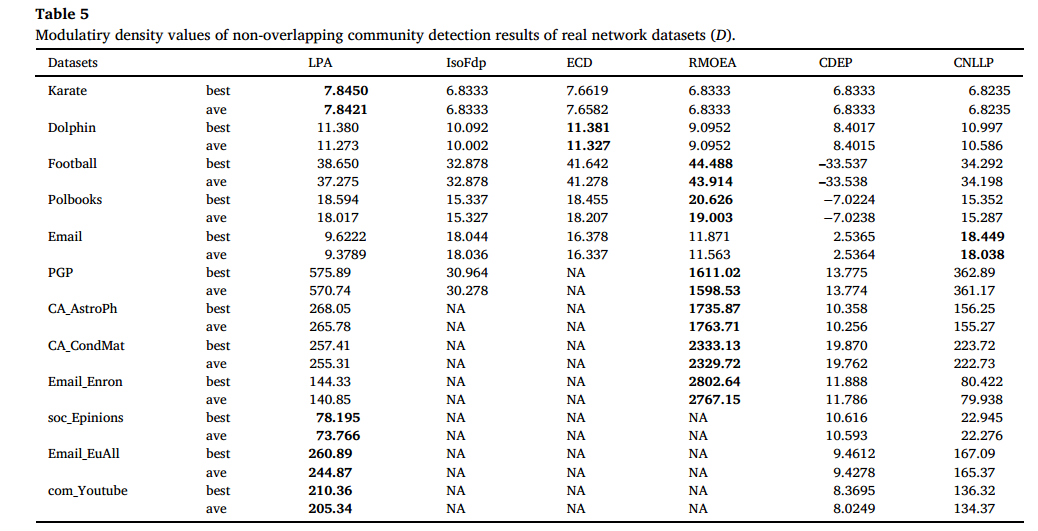 Table 5
Modulatiry density values of non-overlapping community detection results of real network datasets (D).
Datasets LPA IsoFdp ECD RMOEA CDEP CNLLP
Karate best 7.8450 6.8333 7.6619 6.8333 6.8333 6.8235
ave 7.8421 6.8333 7.6582 6.8333 6.8333 6.8235
Dolphin best 11.380 10.092 11.381 9.0952 8.4017 10.997
ave 11.273 10.002 11.327 9.0952 8.4015 10.586
Football best 38.650 32.878 41.642 44.488 –33.537 34.292
ave 37.275 32.878 41.278 43.914 –33.538 34.198
Polbooks best 18.594 15.337 18.455 20.626 −7.0224 15.352
ave 18.017 15.327 18.207 19.003 −7.0238 15.287
Email best 9.6222 18.044 16.378 11.871 2.5365 18.449
ave 9.3789 18.036 16.337 11.563 2.5364 18.038
PGP best 575.89 30.964 NA 1611.02 13.775 362.89
ave 570.74 30.278 NA 1598.53 13.774 361.17
CA_AstroPh best 268.05 NA NA 1735.87 10.358 156.25
ave 265.78 NA NA 1763.71 10.256 155.27
CA_CondMat best 257.41 NA NA 2333.13 19.870 223.72
ave 255.31 NA NA 2329.72 19.762 222.73
Email_Enron best 144.33 NA NA 2802.64 11.888 80.422
ave 140.85 NA NA 2767.15 11.786 79.938
soc_Epinions best 78.195 NA NA NA 10.616 22.945
ave 73.766 NA NA NA 10.593 22.276
Email_EuAll best 260.89 NA NA NA 9.4612 167.09
ave 244.87 NA NA NA 9.4278 165.37
com_Youtube best 210.36 NA NA NA 8.3695 136.32
ave 205.34 NA NA NA 8.0249 134.37